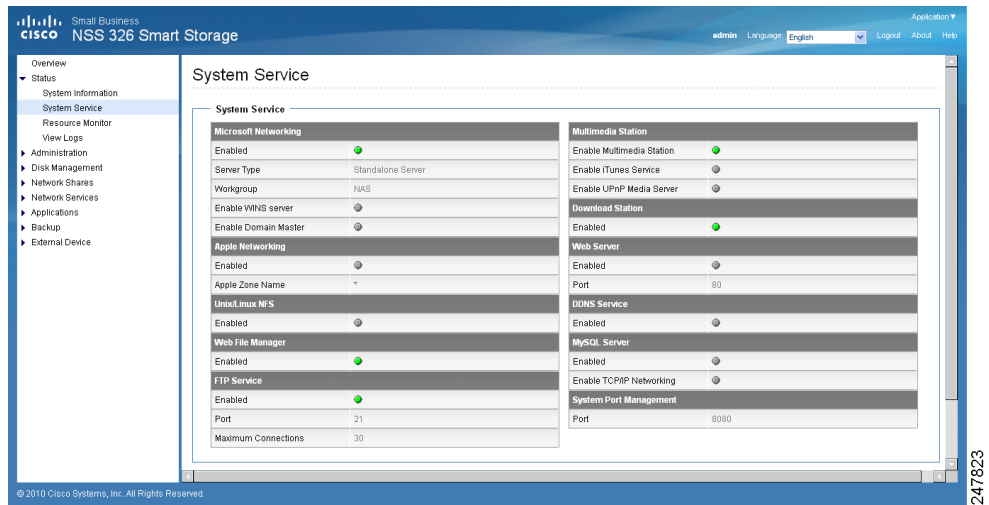 Small Business
CISCO NSS 326 Smart Storage
Application
admin Language: English Logout About Help
Overview
Status
System Information
System Service
Resource Monitor
View Logs
Administration
Disk Management
Network Shares
Network Services
Applications
Backup
External Device
System Service
System Service
Microsoft Networking
Enabled
Server Type Standalone Server
Workgroup NAS
Enable WINS server
Enable Domain Master
Apple Networking
Enabled
Apple Zone Name *
Unix/Linux NFS
Enabled
Web File Manager
Enabled
FTP Service
Enabled
Port 21
Maximum Connections 30
Multimedia Station
Enable Multimedia Station
Enable iTunes Service
Enable UPnP Media Server
Download Station
Enabled
Web Server
Enabled
Port 80
DDNS Service
Enabled
MySQL Server
Enabled
Enable TCP/IP Networking
System Port Management
Port 8080
© 2010 Cisco Systems, Inc. All Rights Reserved.
247823